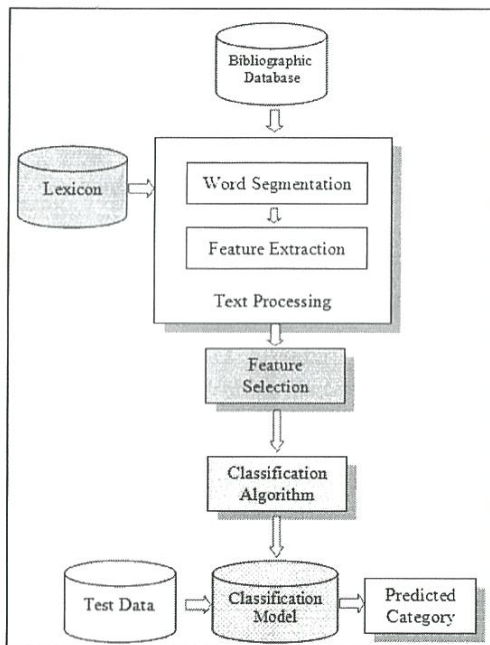 Bibliographic
Database
Lexicon
Word Segmentation
Feature Extraction
Text Processing
Feature
Selection
Classification
Algorithm
Test Data
Classification
Model
Predicted
Category